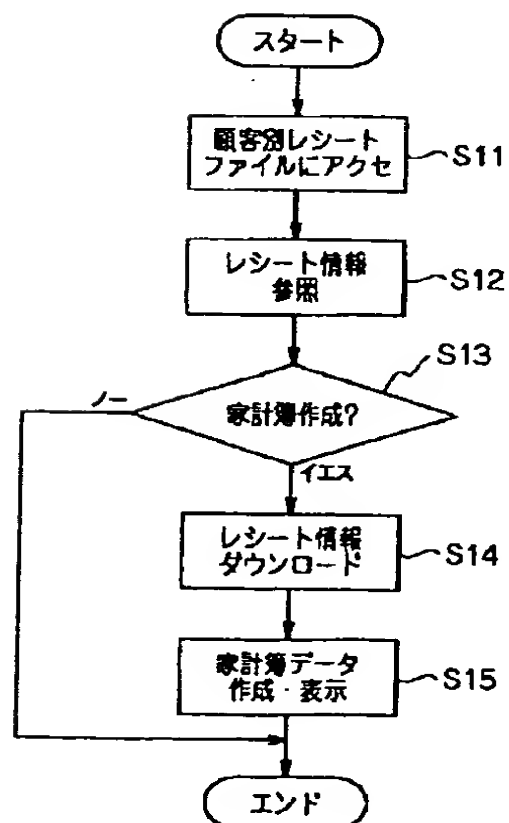 スタート
顧客別レシート
ファイルにアクセ
S11
レシート情報
参照
S12
S13
家計簿作成?
ノー
イエス
レシート情報
ダウンロード
S14
家計簿データ
作成・表示
S15
エンド